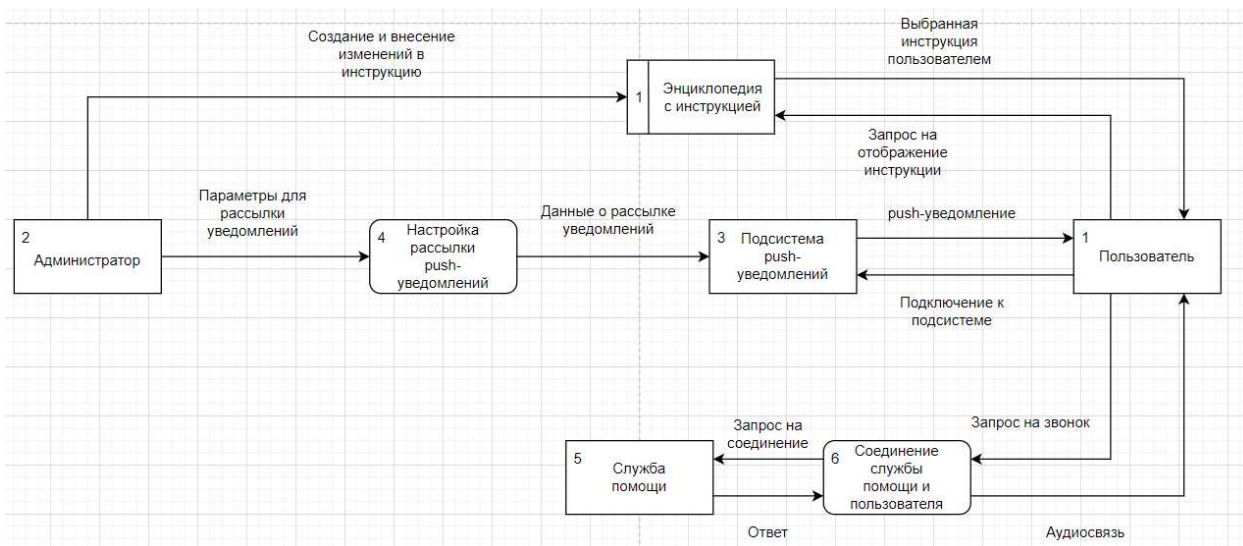 Создание и внесение
изменений в
инструкцию
Выбранная
инструкция
пользователем
1
Энциклопедия
с инструкцией
Запрос на
отображение
инструкции
Параметры для
рассылки
уведомлений
Данные о рассылке
уведомлений
push-уведомление
2
Администратор
4
Настройка
рассылки
push-
уведомлений
3
Подсистема
push-
уведомлений
1
Пользователь
Подключение к
подсистеме
Запрос на
соединение
Запрос на звонок
5
Служба
помощи
6
Соединение
службы
помощи и
пользователя
Ответ
Аудиосвязь